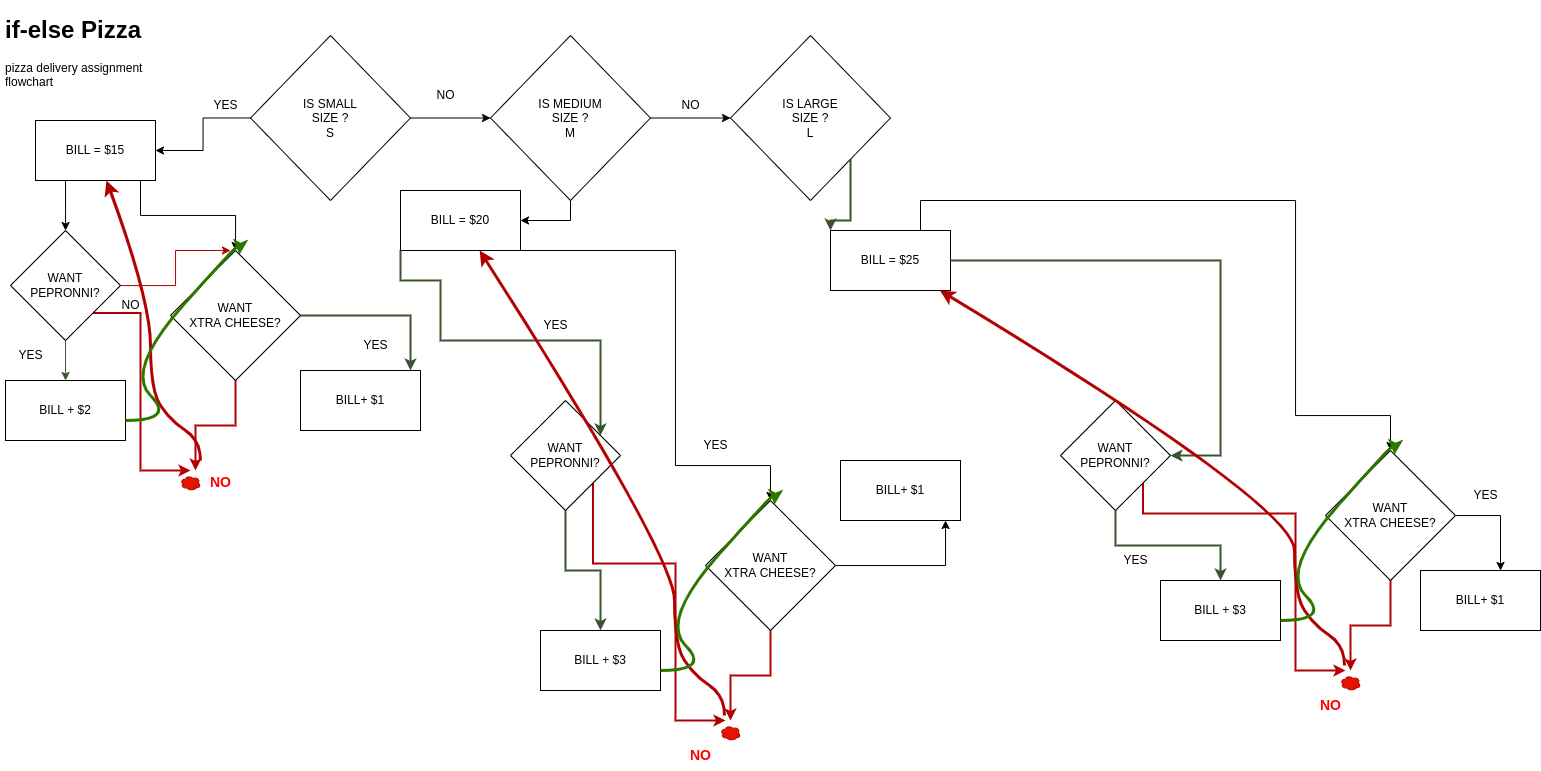 if-else Pizza
pizza delivery assignment
flowchart
IS SMALL
SIZE ?
S
IS MEDIUM
SIZE ?
M
IS LARGE
SIZE ?
L
YES
NO
NO
BILL = $15
WANT
PEPRONNI?
NO
WANT
XTRA CHEESE?
YES
YES
BILL + $2
BILL+ $1
NO
BILL = $20
YES
WANT
PEPRONNI?
YES
WANT
XTRA CHEESE?
BILL+ $1
BILL + $3
NO
BILL = $25
WANT
PEPRONNI?
YES
WANT
XTRA CHEESE?
YES
BILL + $3
BILL+ $1
NO